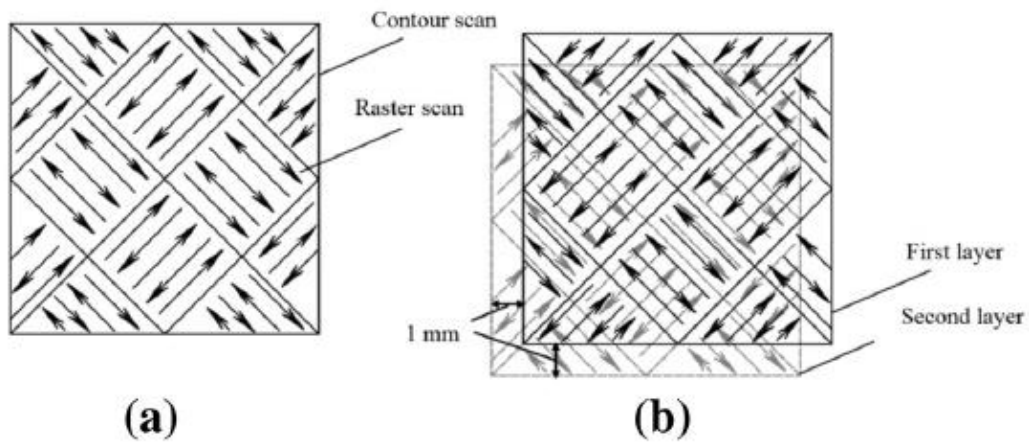 Contour scan
Raster scan
First layer
Second layer
1 mm
(a)
(b)